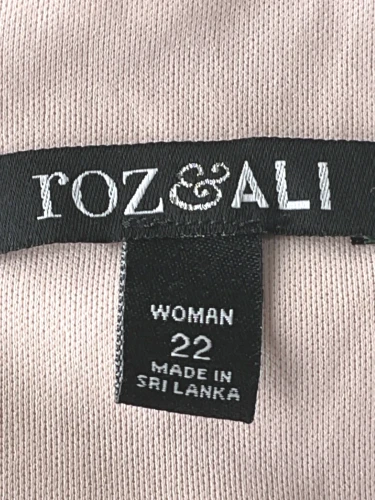 roz&ALI
WOMAN
22
MADE IN
SRI LANKA